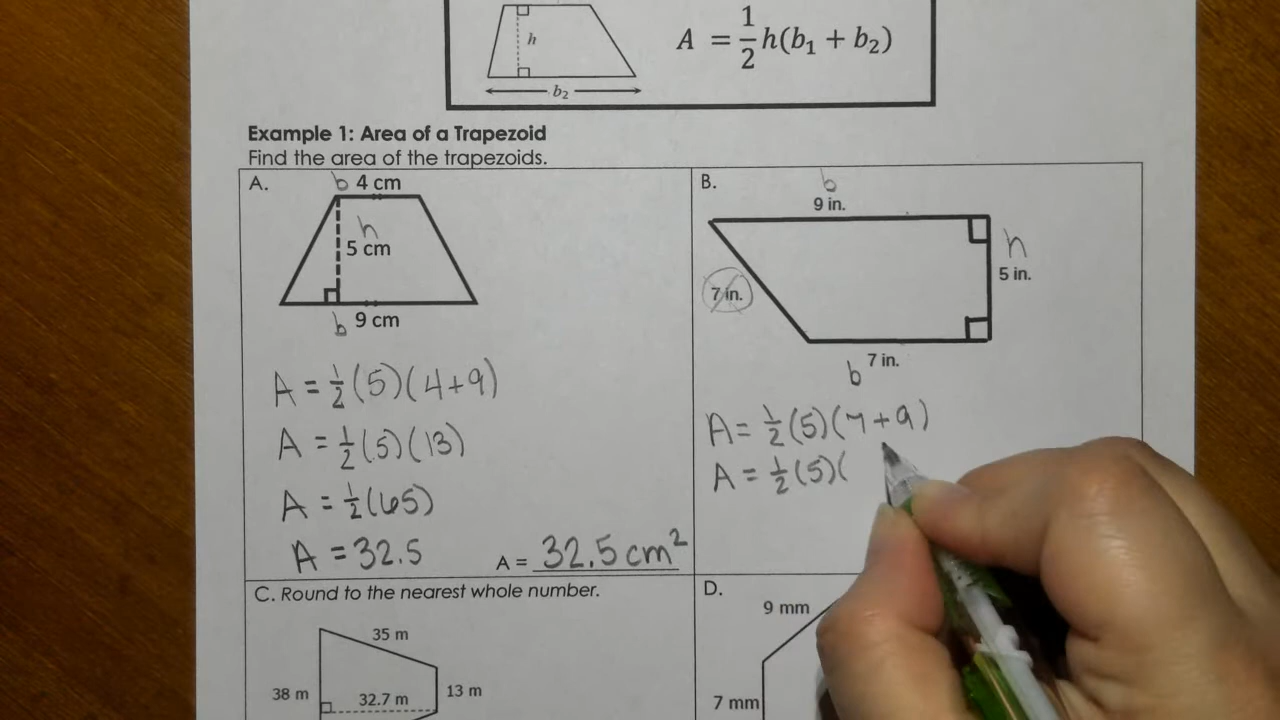 h
A = 1/2 h(b₁ + b₂)
b₂
Example 1: Area of a Trapezoid
Find the area of the trapezoids.
A.
b 4 cm
h
5 cm
b 9 cm
A = 1/2 (5)(4+9)
A = 1/2 (5)(13)
A = 1/2 (65)
A = 32.5
A = 32.5 cm²
B.
b
9 in.
h
5 in.
7 in.
b 7 in.
A = 1/2 (5)(7+9)
A = 1/2 (5)(
C. Round to the nearest whole number.
35 m
38 m
32.7 m
13 m
D.
9 mm
7 mm